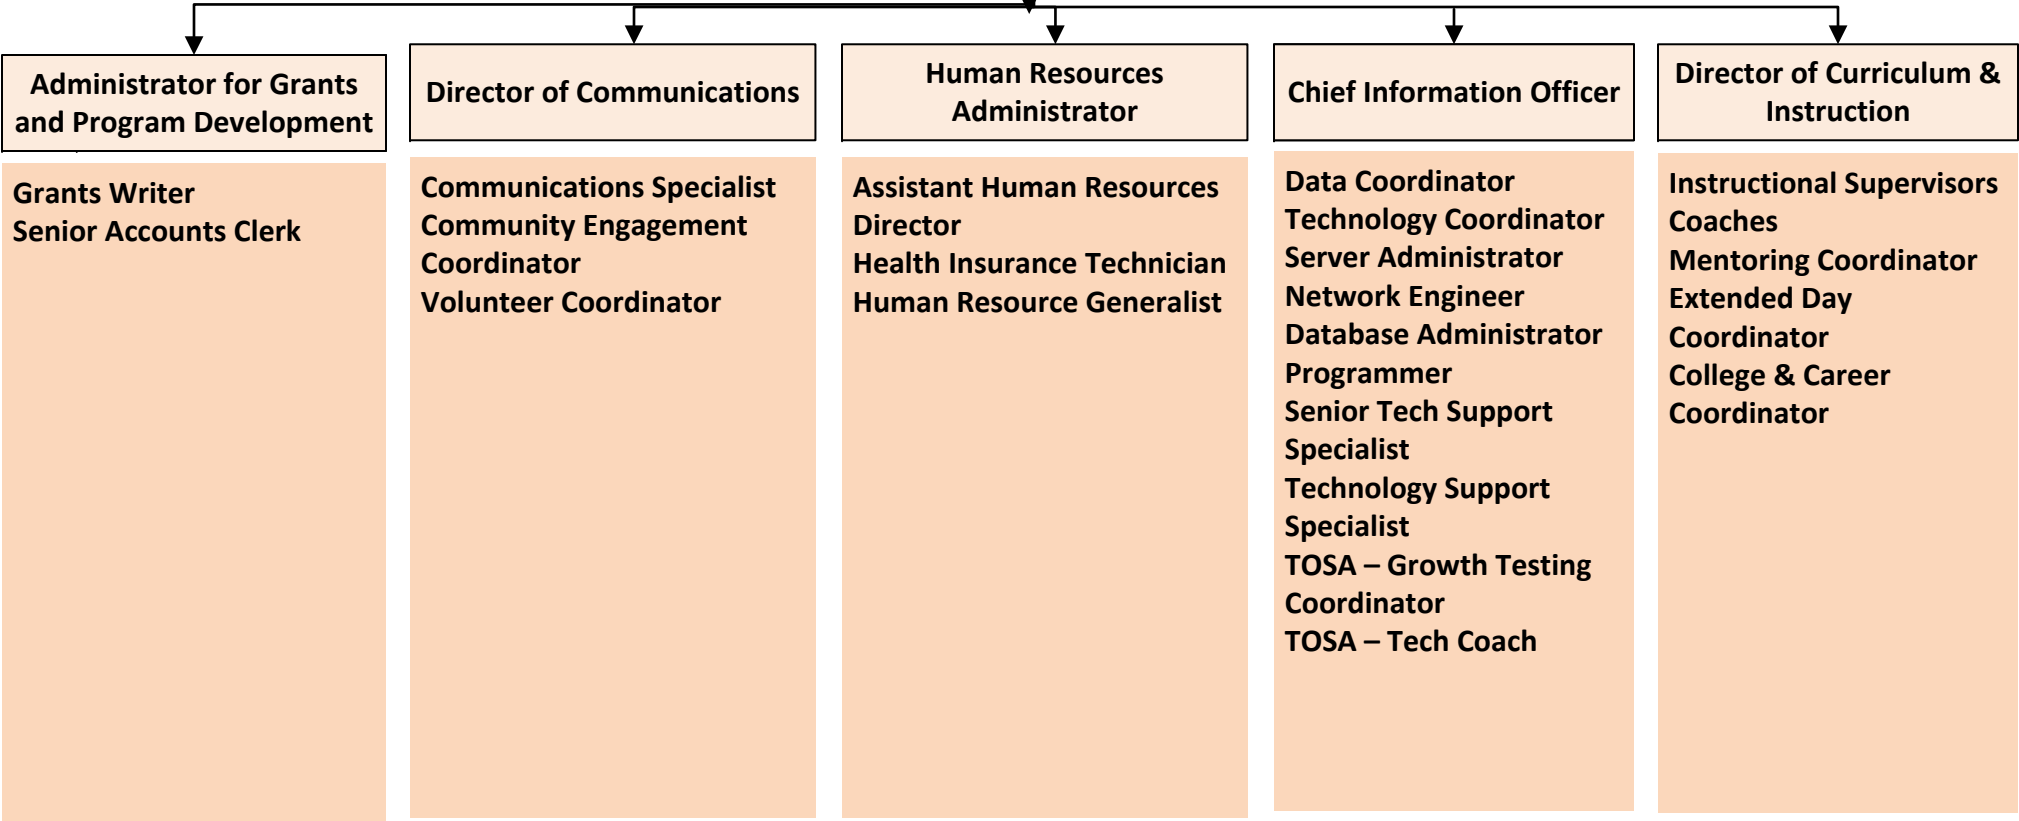 Administrator for Grants
and Program Development
Grants Writer
Senior Accounts Clerk
Director of Communications
Communications Specialist
Community Engagement
Coordinator
Volunteer Coordinator
Human Resources
Administrator
Assistant Human Resources
Director
Health Insurance Technician
Human Resource Generalist
Chief Information Officer
Data Coordinator
Technology Coordinator
Server Administrator
Network Engineer
Database Administrator
Programmer
Senior Tech Support
Specialist
Technology Support
Specialist
TOSA – Growth Testing
Coordinator
TOSA – Tech Coach
Director of Curriculum &
Instruction
Instructional Supervisors
Coaches
Mentoring Coordinator
Extended Day
Coordinator
College & Career
Coordinator